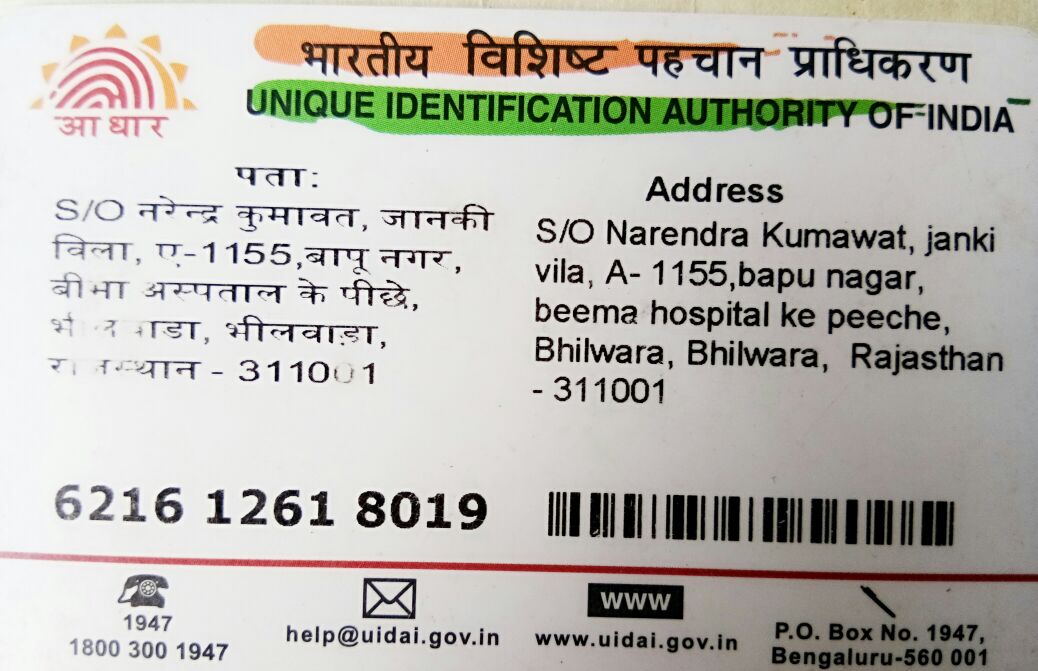 भारतीय विशिष्ट पहचान प्राधिकरण
UNIQUE IDENTIFICATION AUTHORITY OF INDIA
आधार
पता:
S/O नरेन्द्र कुमावत, जानकी
विला, ए-1155,बापू नगर,
बीमा अस्पताल के पीछे,
भीलवाड़ा,
- 311001
Address
S/O Narendra Kumawat, janki
vila, A- 1155,bapu nagar,
beema hospital ke peeche,
Bhilwara, Bhilwara, Rajasthan
- 311001
6216 1261 8019
1947
1800 300 1947
help@uidai.gov.in
www
www.uidai.gov.in
P.O. Box No. 1947,
Bengaluru-560 001